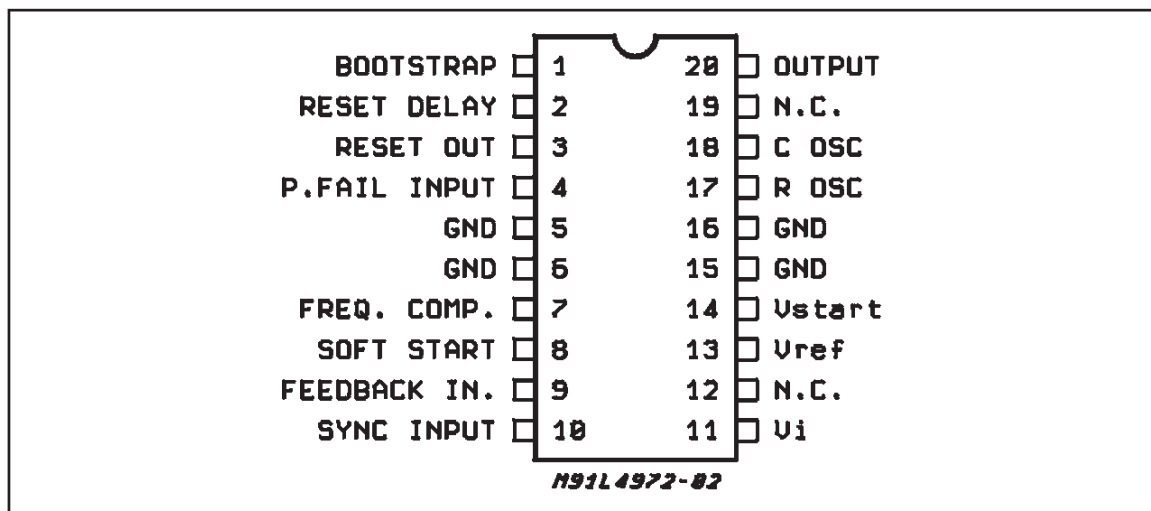 BOOTSTRAP 1 20 OUTPUT
RESET DELAY 2 19 N.C.
RESET OUT 3 18 C OSC
P.FAIL INPUT 4 17 R OSC
GND 5 16 GND
GND 6 15 GND
FREQ. COMP. 7 14 Vstart
SOFT START 8 13 Vref
FEEDBACK IN. 9 12 N.C.
SYNC INPUT 10 11 Vi
M91L4972-02